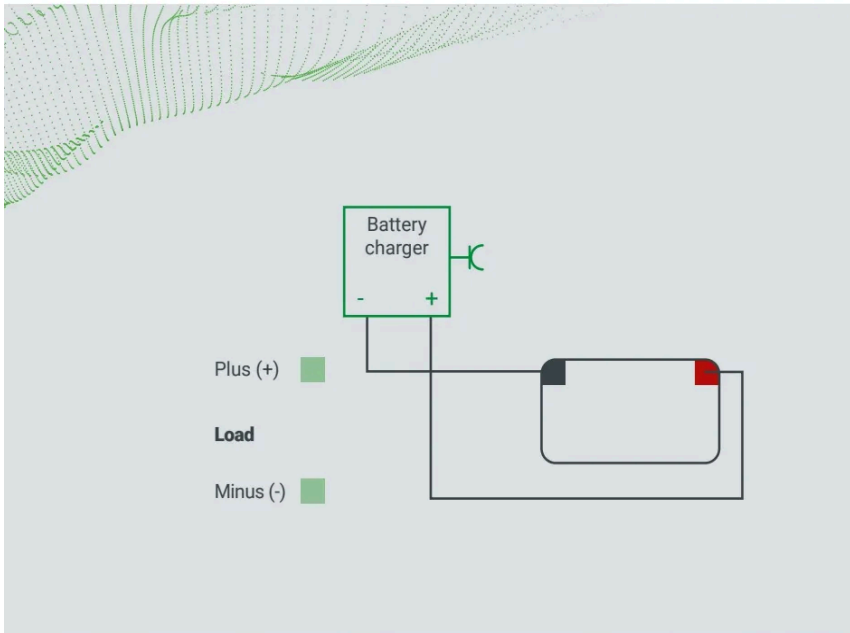 Battery
charger
- +
Plus (+)
Load
Minus (-)